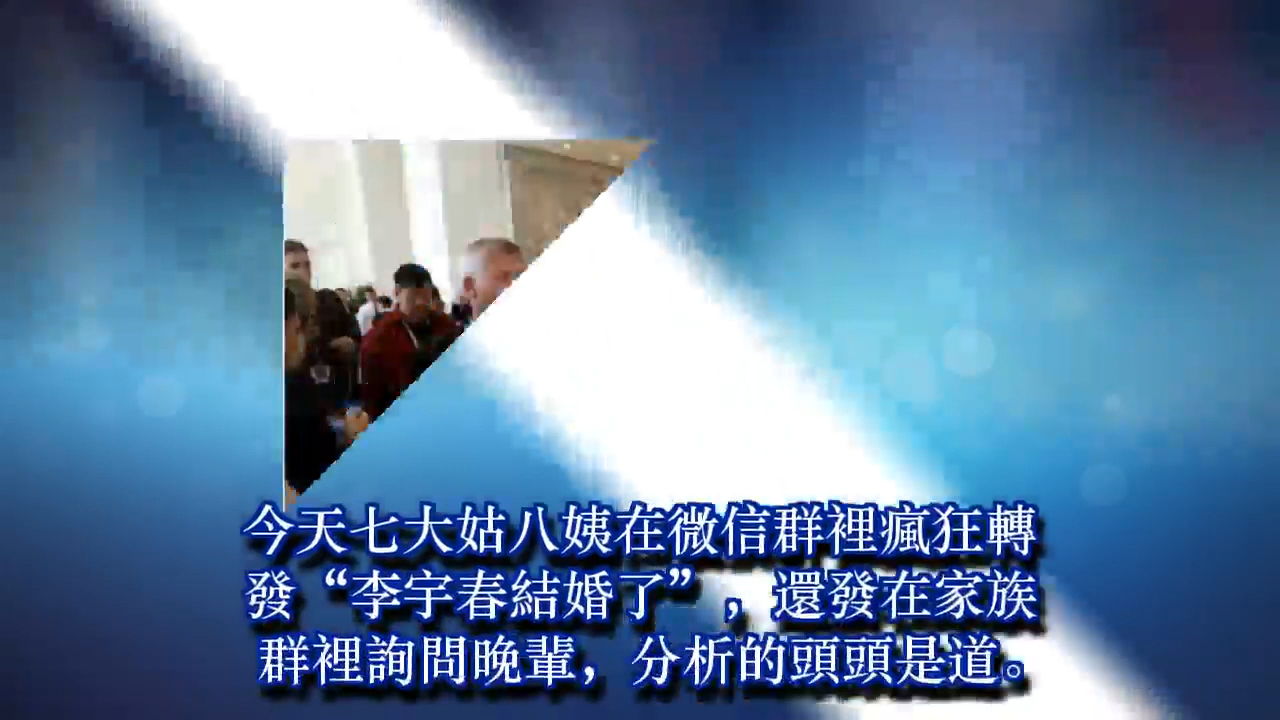 今天七大姑八姨在微信群裡瘋狂轉
發“李宇春結婚了”，還發在家族
群裡詢問晚輩，分析的頭頭是道。